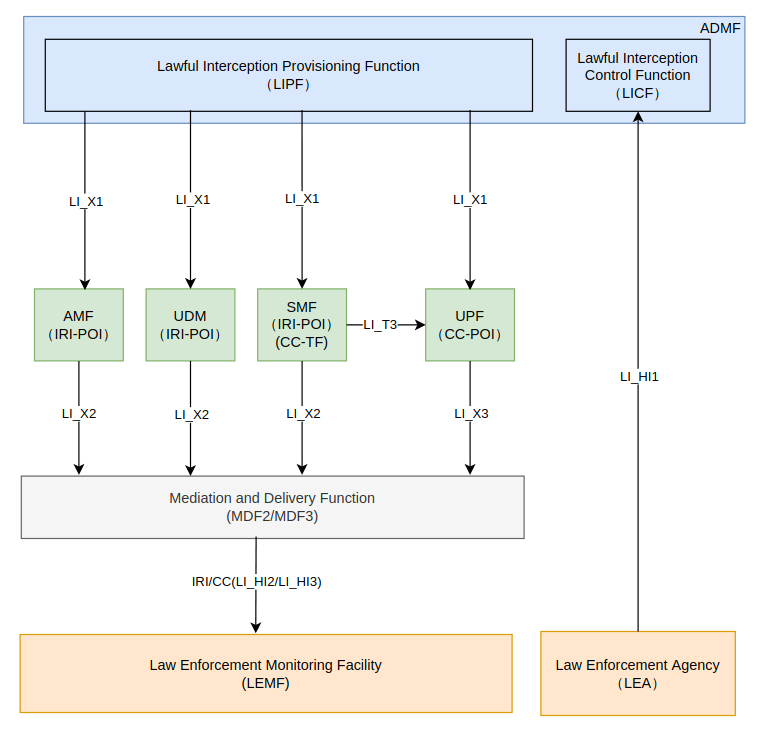 ADMF
Lawful Interception Provisioning Function
（LIPF）
Lawful Interception
Control Function
（LICF）
LI_X1
LI_X1
LI_X1
LI_X1
AMF
（IRI-POI）
UDM
（IRI-POI）
SMF
（IRI-POI）
(CC-TF)
LI_T3
UPF
（CC-POI）
LI_HI1
LI_X2
LI_X2
LI_X2
LI_X3
Mediation and Delivery Function
(MDF2/MDF3)
IRI/CC(LI_HI2/LI_HI3)
Law Enforcement Monitoring Facility
(LEMF)
Law Enforcement Agency
（LEA）